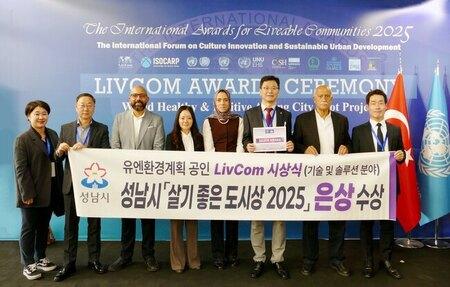 The International Awards for Liveable Communities 2025
The International Forum on Culture Innovation and Sustainable Urban Development
ISOCARP
LIVCOM AWARDS CEREMONY
유엔환경계획 공인 LivCom 시상식 (기술 및 솔루션 분야)
성남시 「살기 좋은 도시상 2025」 은상 수상
성남시